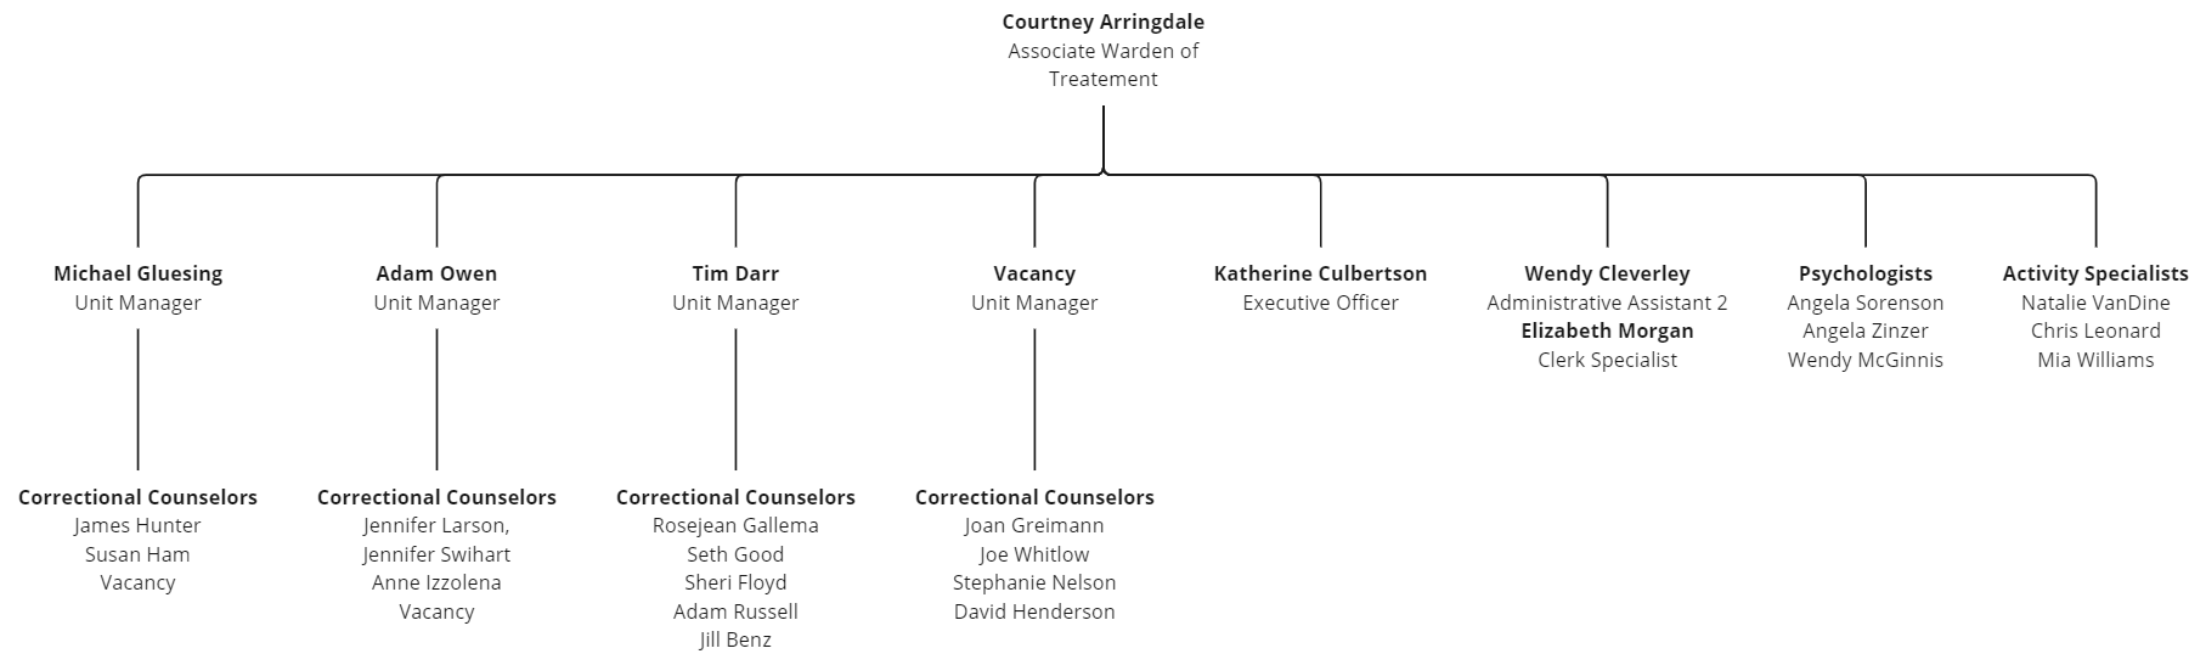 Courtney Arringdale
Associate Warden of
Treatement
Michael Gluesing
Unit Manager
Adam Owen
Unit Manager
Tim Darr
Unit Manager
Vacancy
Unit Manager
Katherine Culbertson
Executive Officer
Wendy Cleverley
Administrative Assistant 2
Elizabeth Morgan
Clerk Specialist
Psychologists
Angela Sorenson
Angela Zinzer
Wendy McGinnis
Activity Specialists
Natalie VanDine
Chris Leonard
Mia Williams
Correctional Counselors
James Hunter
Susan Ham
Vacancy
Correctional Counselors
Jennifer Larson,
Jennifer Swihart
Anne Izzolena
Vacancy
Correctional Counselors
Rosejean Gallema
Seth Good
Sheri Floyd
Adam Russell
Jill Benz
Correctional Counselors
Joan Greimann
Joe Whitlow
Stephanie Nelson
David Henderson